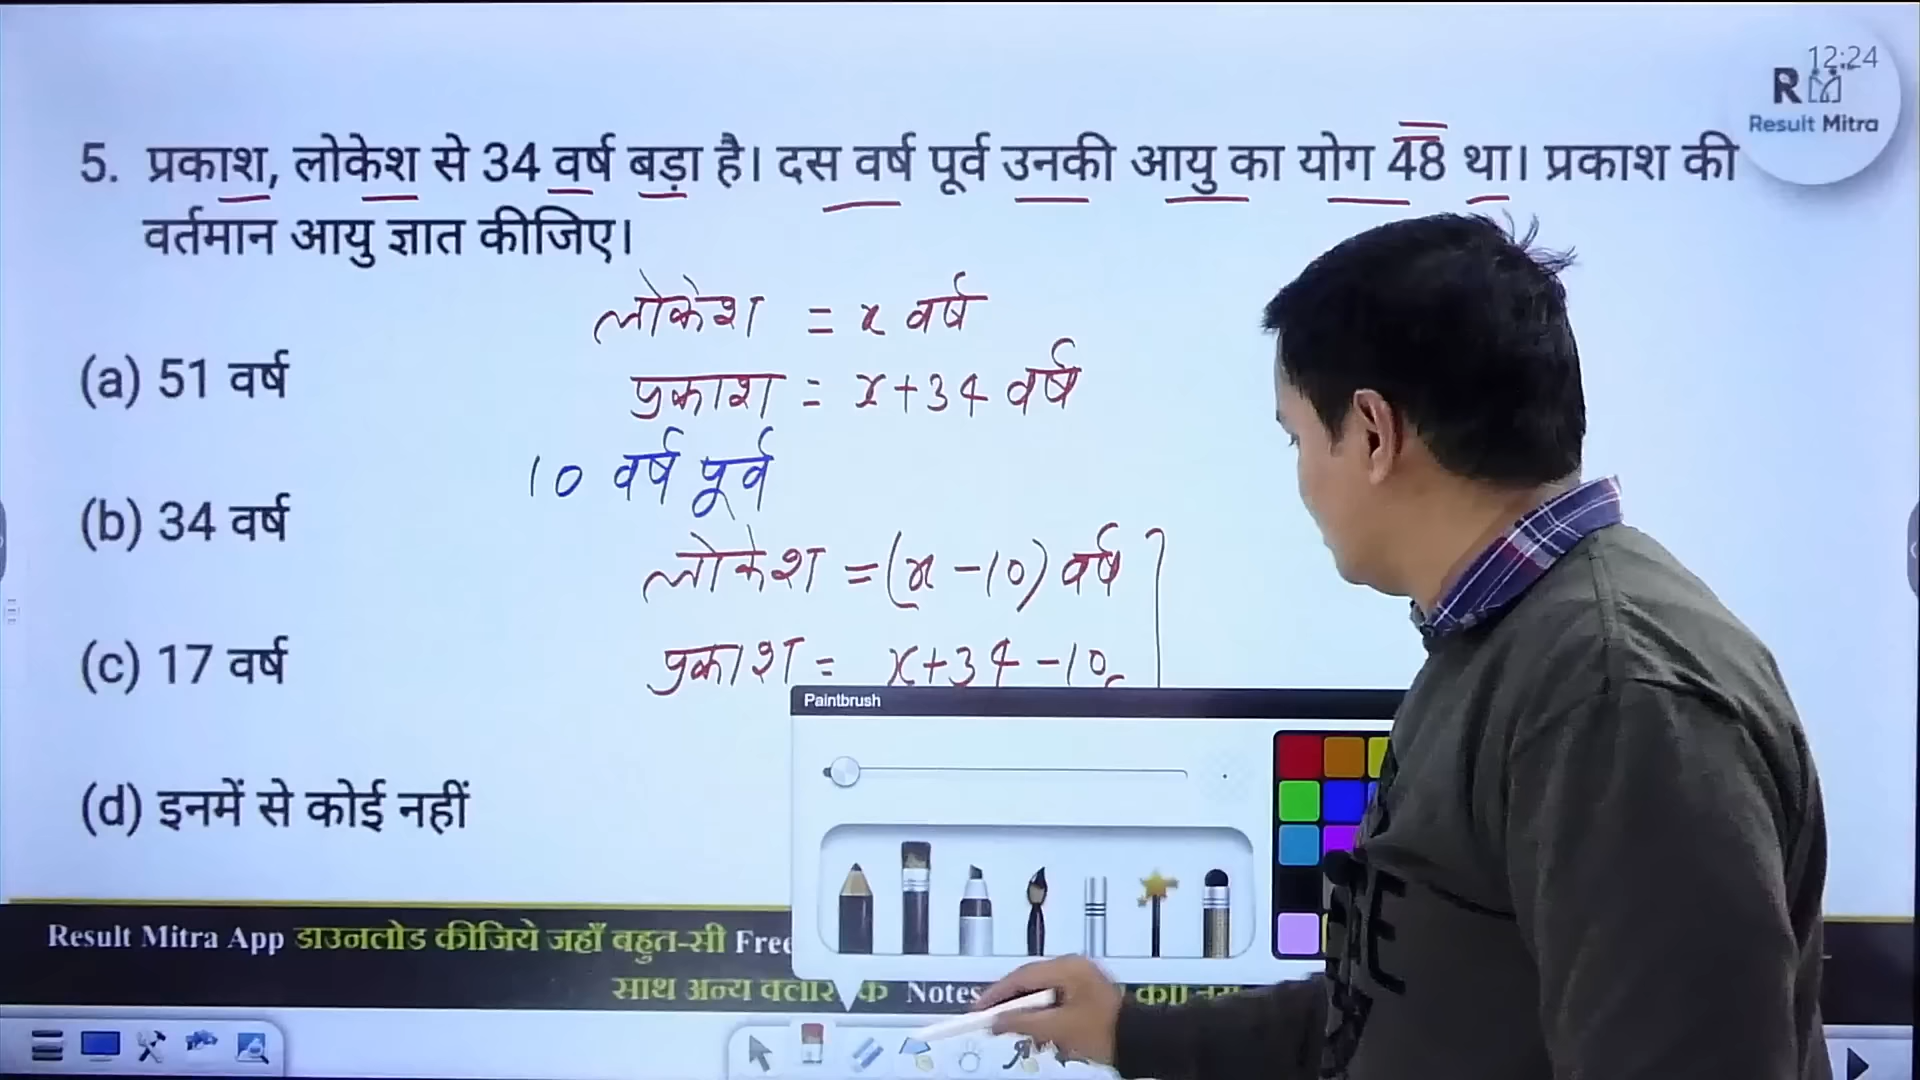 12:24
RM
Result Mitra
5. प्रकाश, लोकेश से 34 वर्ष बड़ा है। दस वर्ष पूर्व उनकी आयु का योग 48 था। प्रकाश की
वर्तमान आयु ज्ञात कीजिए।
लोकेश = x वर्ष
(a) 51 वर्ष
प्रकाश = x+34 वर्ष
10 वर्ष पूर्व
(b) 34 वर्ष
लोकेश =(x-10) वर्ष
(c) 17 वर्ष
प्रकाश = x+34-10
Paintbrush
(d) इनमें से कोई नहीं
Result Mitra App डाउनलोड कीजिये जहाँ बहुत-सी Free
साथ अन्य Notes